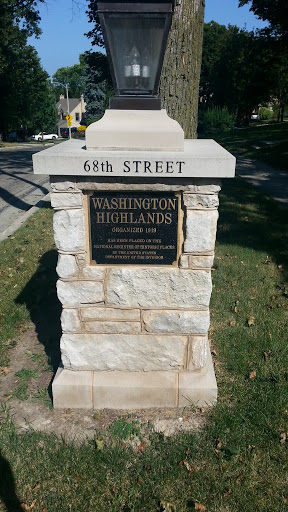 68th STREET
WASHINGTON
HIGHLANDS
ORGANIZED 1919
HAS BEEN PLACED ON THE
NATIONAL REGISTER OF HISTORIC PLACES
BY THE UNITED STATES
DEPARTMENT OF THE INTERIOR